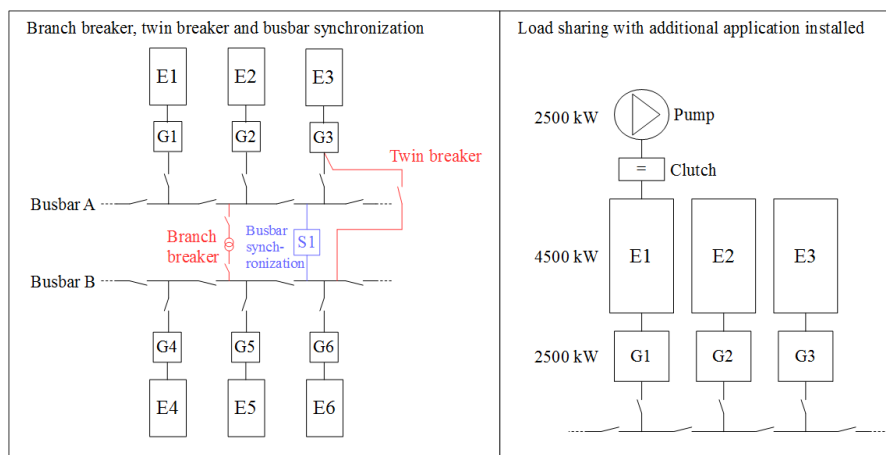 Branch breaker, twin breaker and busbar synchronization
E1
E2
E3
G1
G2
G3
Twin breaker
Busbar A
Branch
breaker
Busbar
synch-
ronization
S1
Busbar B
G4
G5
G6
E4
E5
E6
Load sharing with additional application installed
2500 kW
Pump
=
Clutch
4500 kW
E1
E2
E3
2500 kW
G1
G2
G3